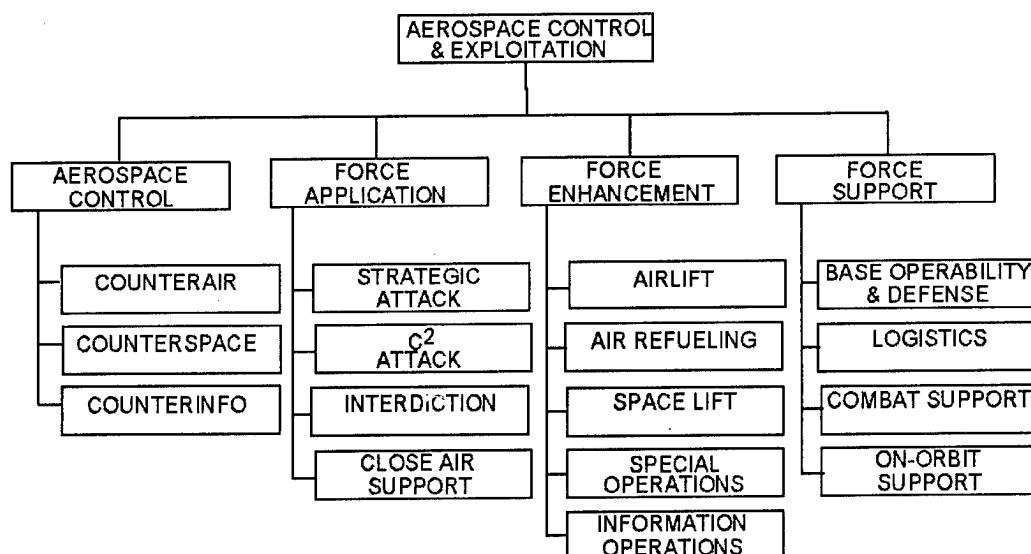 AEROSPACE CONTROL
& EXPLOITATION
AEROSPACE
CONTROL
COUNTERAIR
COUNTERSPACE
COUNTERINFO
FORCE
APPLICATION
STRATEGIC
ATTACK
C²
ATTACK
INTERDICTION
CLOSE AIR
SUPPORT
FORCE
ENHANCEMENT
AIRLIFT
AIR REFUELING
SPACE LIFT
SPECIAL
OPERATIONS
INFORMATION
OPERATIONS
FORCE
SUPPORT
BASE OPERABILITY
& DEFENSE
LOGISTICS
COMBAT SUPPORT
ON-ORBIT
SUPPORT